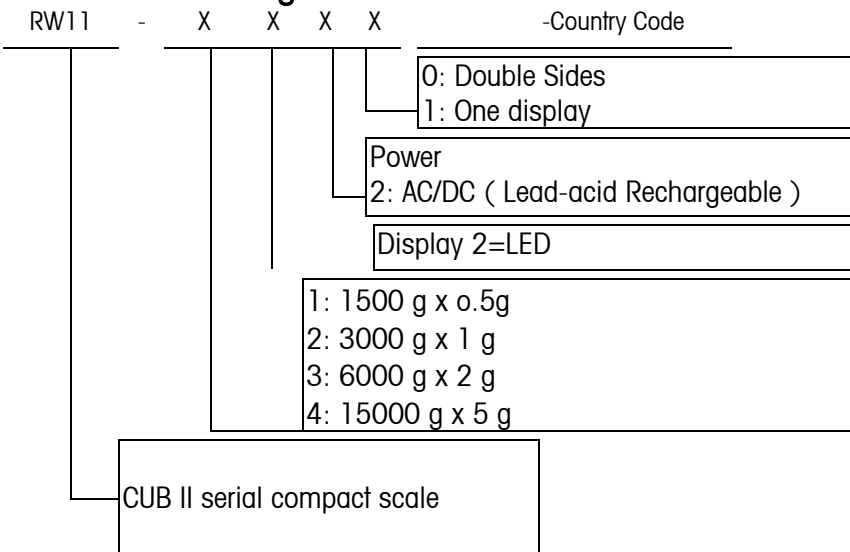 RW11 - X X X X -Country Code
0: Double Sides
1: One display
Power
2: AC/DC ( Lead-acid Rechargeable )
Display 2=LED
1: 1500 g x o.5g
2: 3000 g x 1 g
3: 6000 g x 2 g
4: 15000 g x 5 g
CUB II serial compact scale